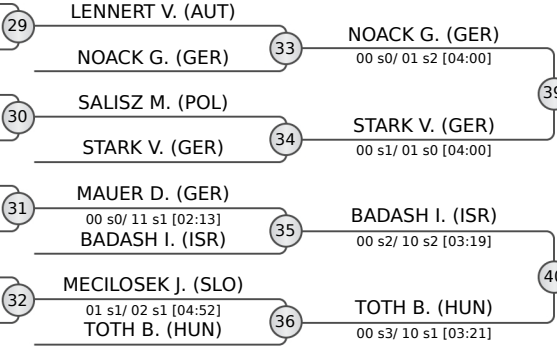 LENNERT V. (AUT)
29
NOACK G. (GER)
33
NOACK G. (GER)
00 s0/ 01 s2 [04:00]
39
SALISZ M. (POL)
30
STARK V. (GER)
34
STARK V. (GER)
00 s1/ 01 s0 [04:00]
MAUER D. (GER)
31
00 s0/ 11 s1 [02:13]
BADASH I. (ISR)
35
BADASH I. (ISR)
00 s2/ 10 s2 [03:19]
40
MECILOSEK J. (SLO)
32
01 s1/ 02 s1 [04:52]
TOTH B. (HUN)
36
TOTH B. (HUN)
00 s3/ 10 s1 [03:21]